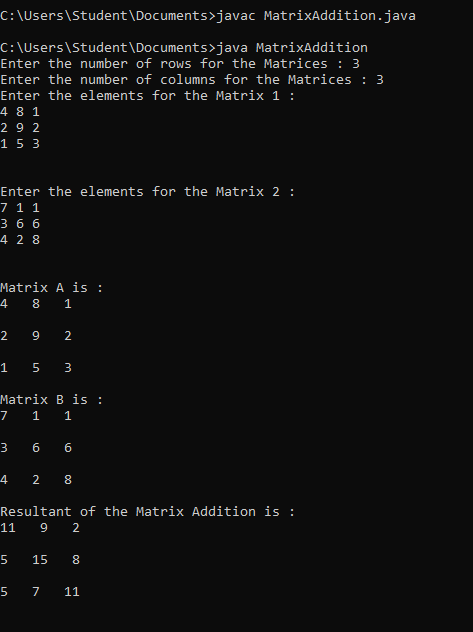 C:\Users\Student\Documents>javac MatrixAddition.java
C:\Users\Student\Documents>java MatrixAddition
Enter the number of rows for the Matrices : 3
Enter the number of columns for the Matrices : 3
Enter the elements for the Matrix 1 :
4 8 1
2 9 2
1 5 3
Enter the elements for the Matrix 2 :
7 1 1
3 6 6
4 2 8
Matrix A is :
4   8   1
2   9   2
1   5   3
Matrix B is :
7   1   1
3   6   6
4   2   8
Resultant of the Matrix Addition is :
11   9   2
5   15   8
5   7   11